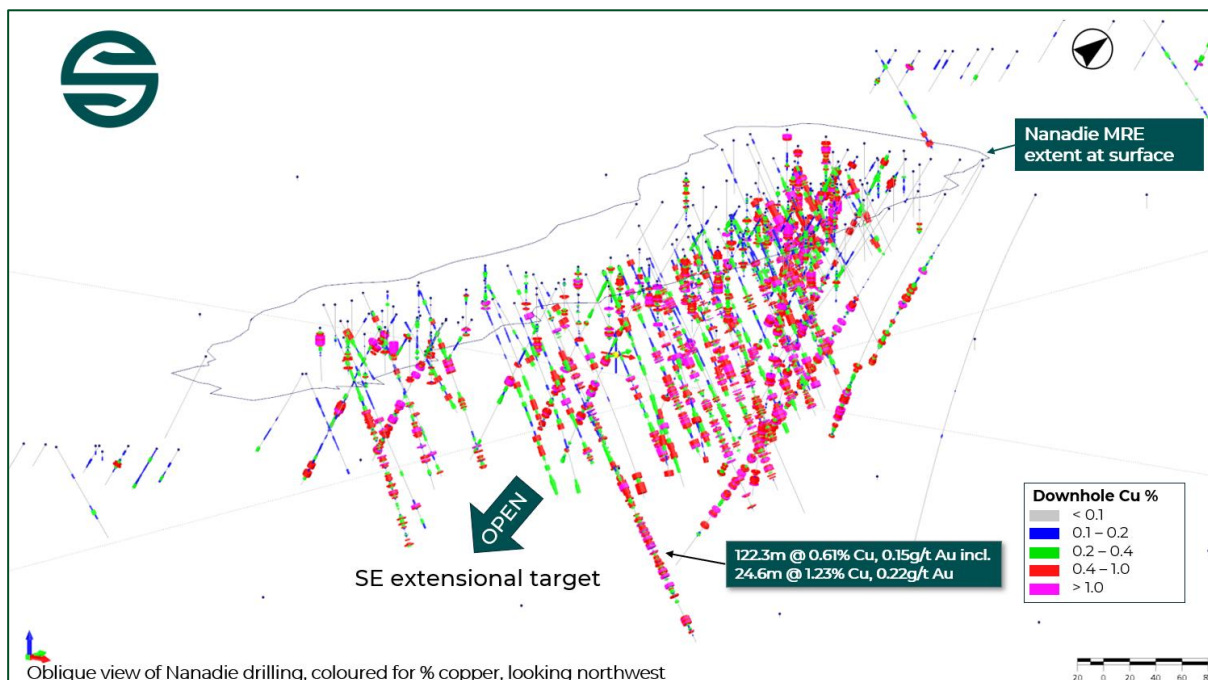 Nanadie MRE
extent at surface
OPEN
SE extensional target
122.3m @ 0.61% Cu, 0.15g/t Au incl.
24.6m @ 1.23% Cu, 0.22g/t Au
Downhole Cu %
< 0.1
0.1 – 0.2
0.2 – 0.4
0.4 – 1.0
> 1.0
Oblique view of Nanadie drilling, coloured for % copper, looking northwest
20 0 20 40 60